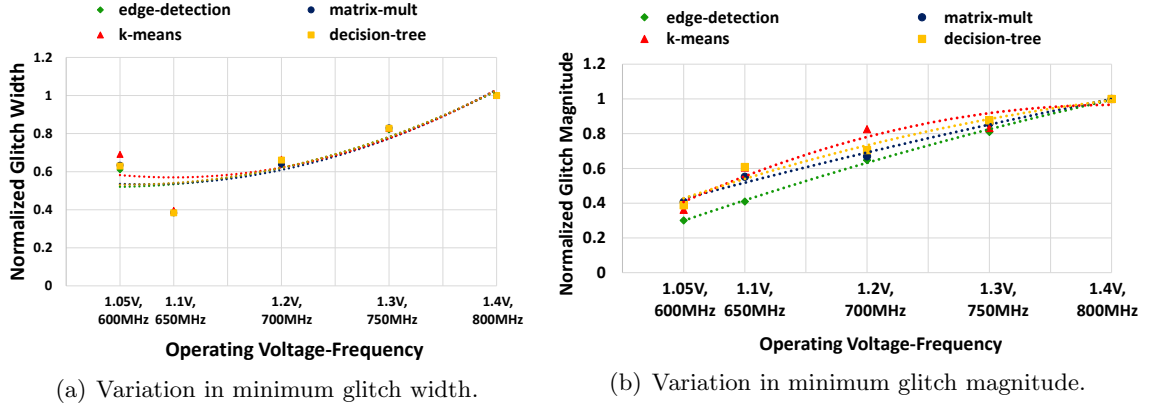 edge-detection
matrix-mult
k-means
decision-tree
Normalized Glitch Width
1.2
1
0.8
0.6
0.4
0.2
0
1.05V, 1.1V, 1.2V, 1.3V, 1.4V,
600MHz 650MHz 700MHz 750MHz 800MHz
Operating Voltage-Frequency
(a) Variation in minimum glitch width.
edge-detection
matrix-mult
k-means
decision-tree
Normalized Glitch Magnitude
1.2
1
0.8
0.6
0.4
0.2
0
1.05V, 1.1V, 1.2V, 1.3V, 1.4V,
600MHz 650MHz 700MHz 750MHz 800MHz
Operating Voltage-Frequency
(b) Variation in minimum glitch magnitude.